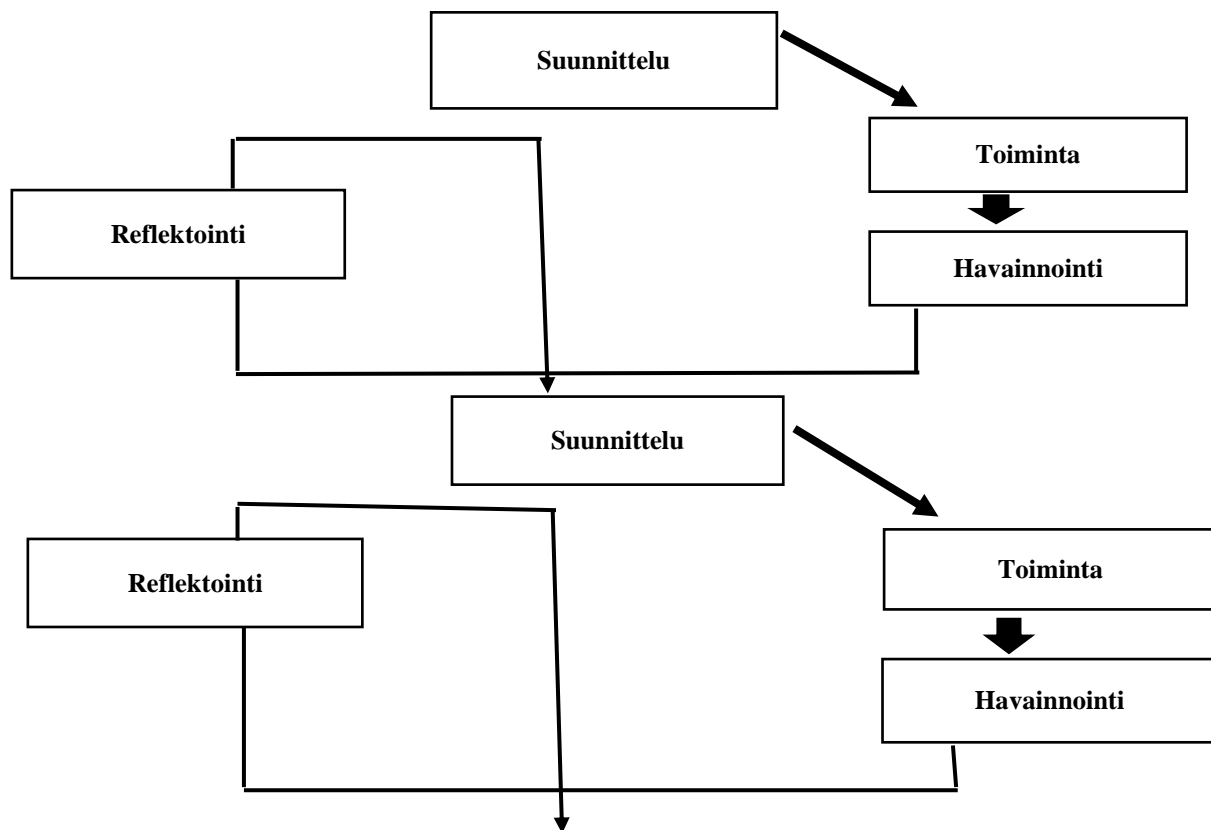 Suunnittelu
Toiminta
Reflektointi
Havainnointi
Suunnittelu
Toiminta
Reflektointi
Havainnointi